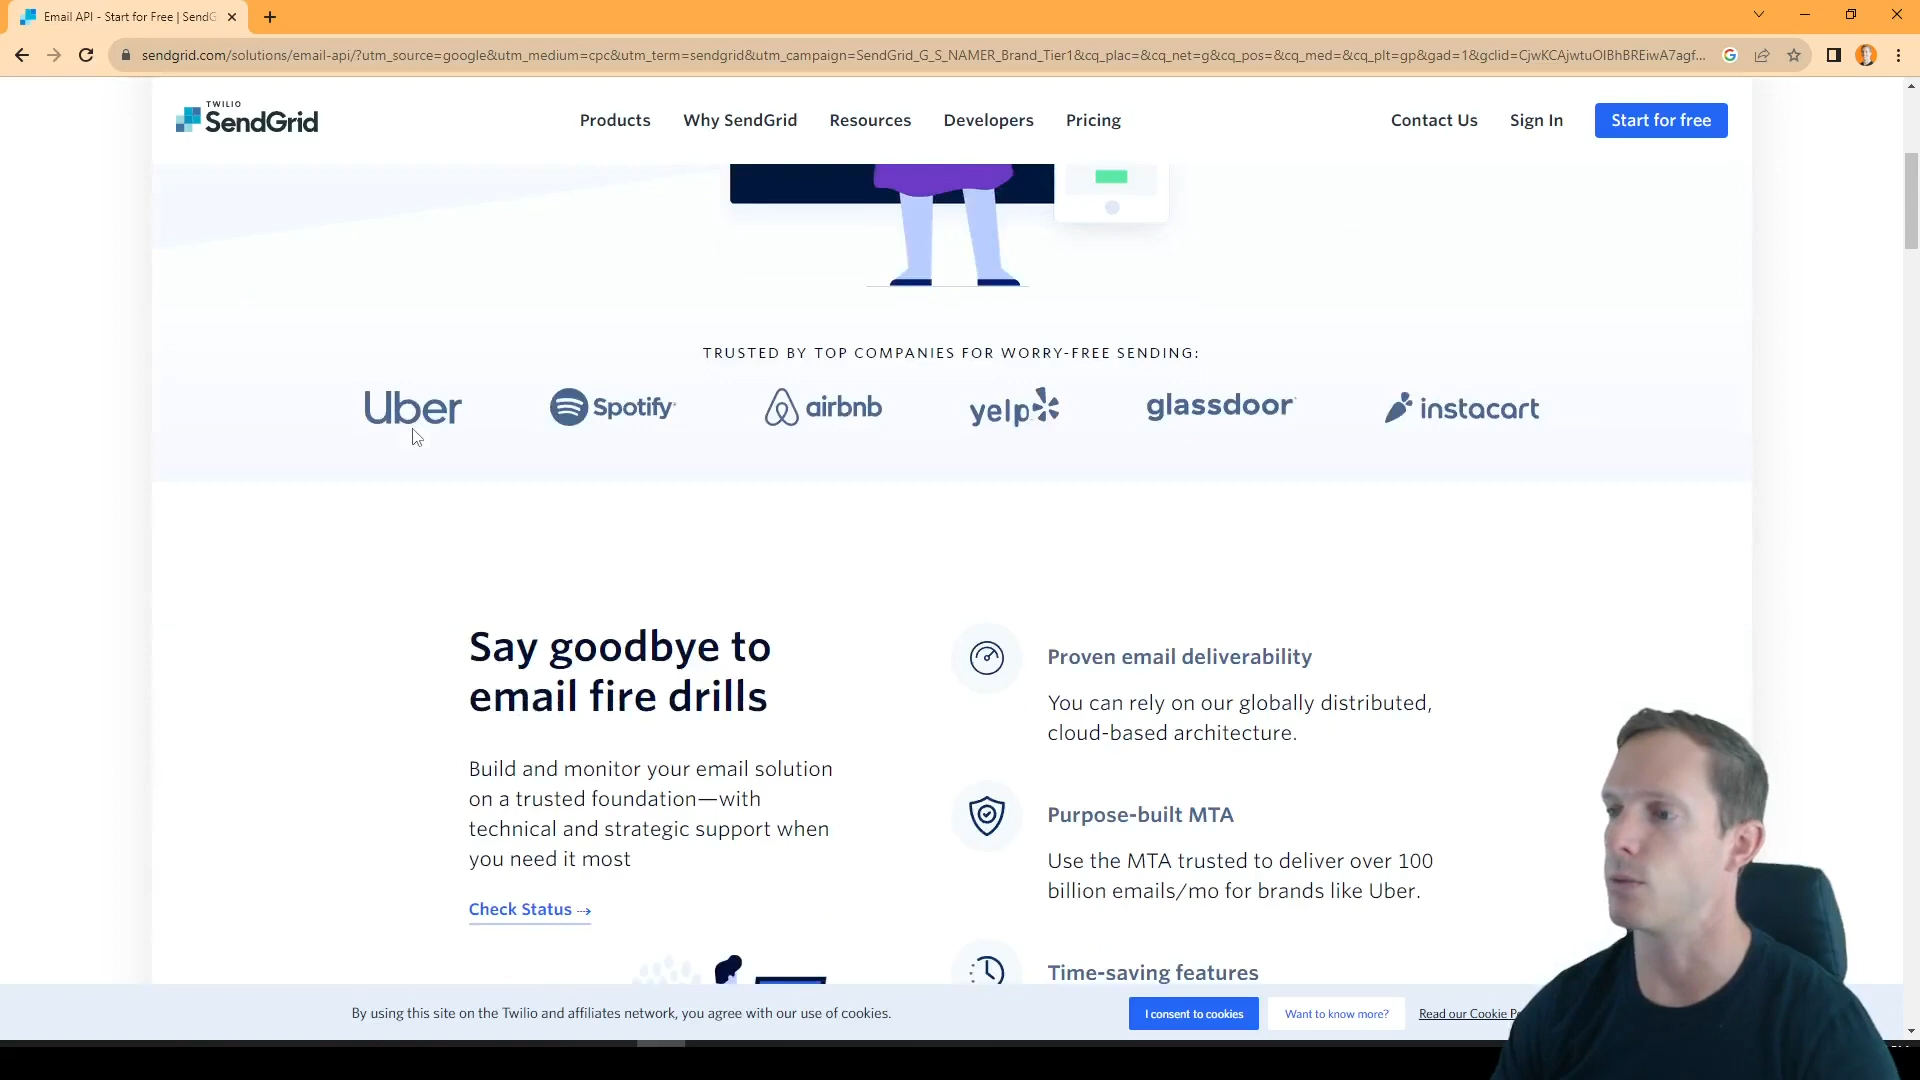 Email API - Start for Free | SendG
sendgrid.com/solutions/email-api/?utm_source=google&utm_medium=cpc&utm_term=sendgrid&utm_campaign=SendGrid_G_S_NAMER_Brand_Tier1&cq_plac=&cq_net=g&cq_pos=&cq_med=&cq_plt=gp&gad=1&gclid=CjwKCAjwtuOlBhBREiwA7agf...
TWILIO
SendGrid
Products Why SendGrid Resources Developers Pricing Contact Us Sign In Start for free
TRUSTED BY TOP COMPANIES FOR WORRY-FREE SENDING:
Uber Spotify airbnb yelp glassdoor instacart
Say goodbye to
email fire drills
Build and monitor your email solution
on a trusted foundation—with
technical and strategic support when
you need it most
Check Status
Proven email deliverability
You can rely on our globally distributed,
cloud-based architecture.
Purpose-built MTA
Use the MTA trusted to deliver over 100
billion emails/mo for brands like Uber.
Time-saving features
By using this site on the Twilio and affiliates network, you agree with our use of cookies. I consent to cookies Want to know more? Read our Cookie